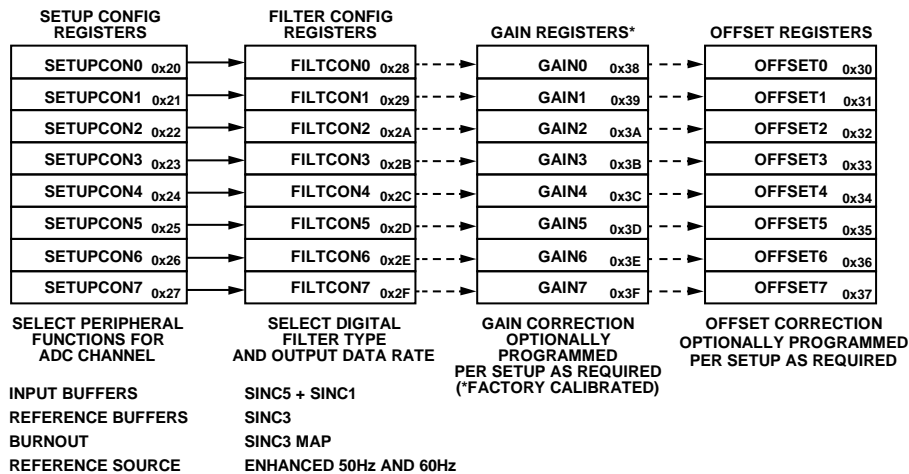 SETUP CONFIG
REGISTERS
FILTER CONFIG
REGISTERS
GAIN REGISTERS*
OFFSET REGISTERS
SETUPCON0 0x20
FILTCON0 0x28
GAIN0 0x38
OFFSET0 0x30
SETUPCON1 0x21
FILTCON1 0x29
GAIN1 0x39
OFFSET1 0x31
SETUPCON2 0x22
FILTCON2 0x2A
GAIN2 0x3A
OFFSET2 0x32
SETUPCON3 0x23
FILTCON3 0x2B
GAIN3 0x3B
OFFSET3 0x33
SETUPCON4 0x24
FILTCON4 0x2C
GAIN4 0x3C
OFFSET4 0x34
SETUPCON5 0x25
FILTCON5 0x2D
GAIN5 0x3D
OFFSET5 0x35
SETUPCON6 0x26
FILTCON6 0x2E
GAIN6 0x3E
OFFSET6 0x36
SETUPCON7 0x27
FILTCON7 0x2F
GAIN7 0x3F
OFFSET7 0x37
SELECT PERIPHERAL
FUNCTIONS FOR
ADC CHANNEL
SELECT DIGITAL
FILTER TYPE
AND OUTPUT DATA RATE
GAIN CORRECTION
OPTIONALLY
PROGRAMMED
PER SETUP AS REQUIRED
(*FACTORY CALIBRATED)
OFFSET CORRECTION
OPTIONALLY PROGRAMMED
PER SETUP AS REQUIRED
INPUT BUFFERS
REFERENCE BUFFERS
BURNOUT
REFERENCE SOURCE
SINC5 + SINC1
SINC3
SINC3 MAP
ENHANCED 50Hz AND 60Hz